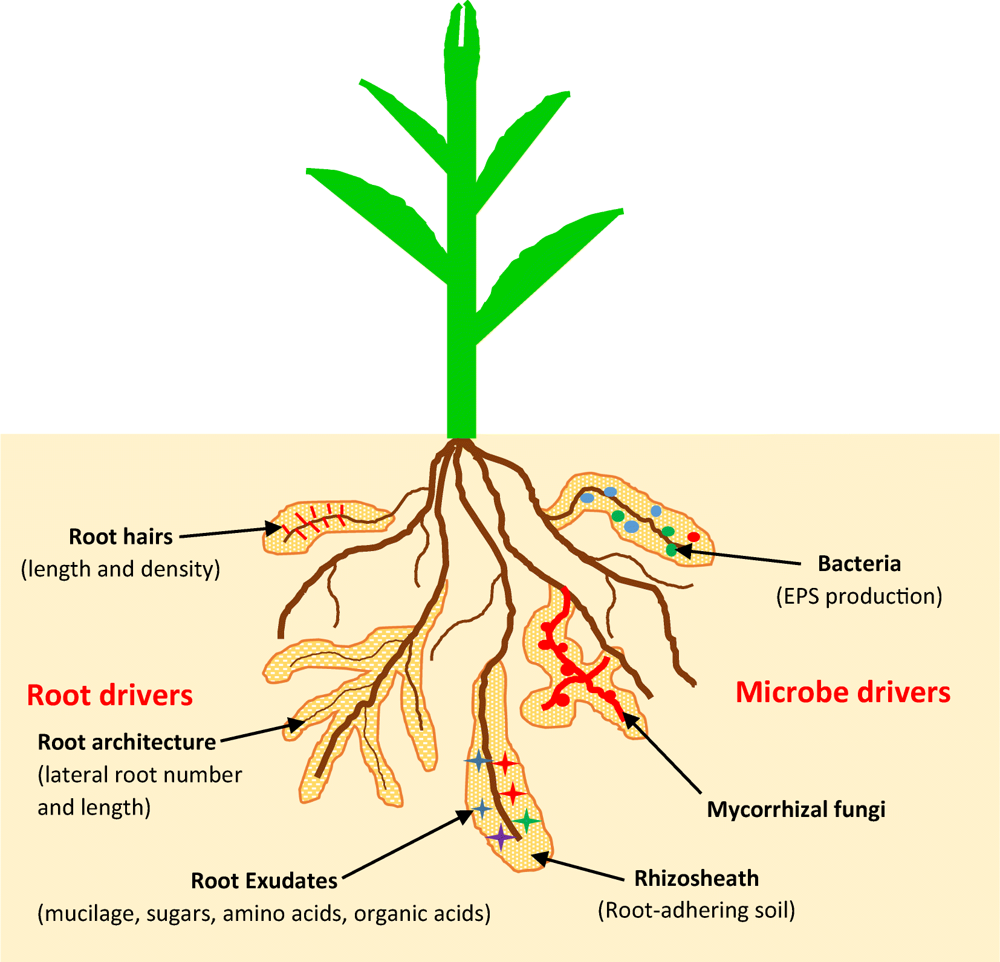 Root hairs
(length and density)
Bacteria
(EPS production)
Root drivers
Microbe drivers
Root architecture
(lateral root number
and length)
Mycorrhizal fungi
Root Exudates
(mucilage, sugars, amino acids, organic acids)
Rhizosheath
(Root-adhering soil)